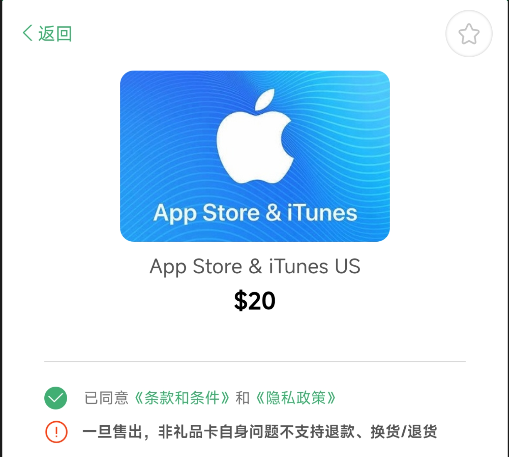 返回
App Store & iTunes
App Store & iTunes US
$20
已同意《条款和条件》和《隐私政策》
一旦售出，非礼品卡自身问题不支持退款、换货/退货